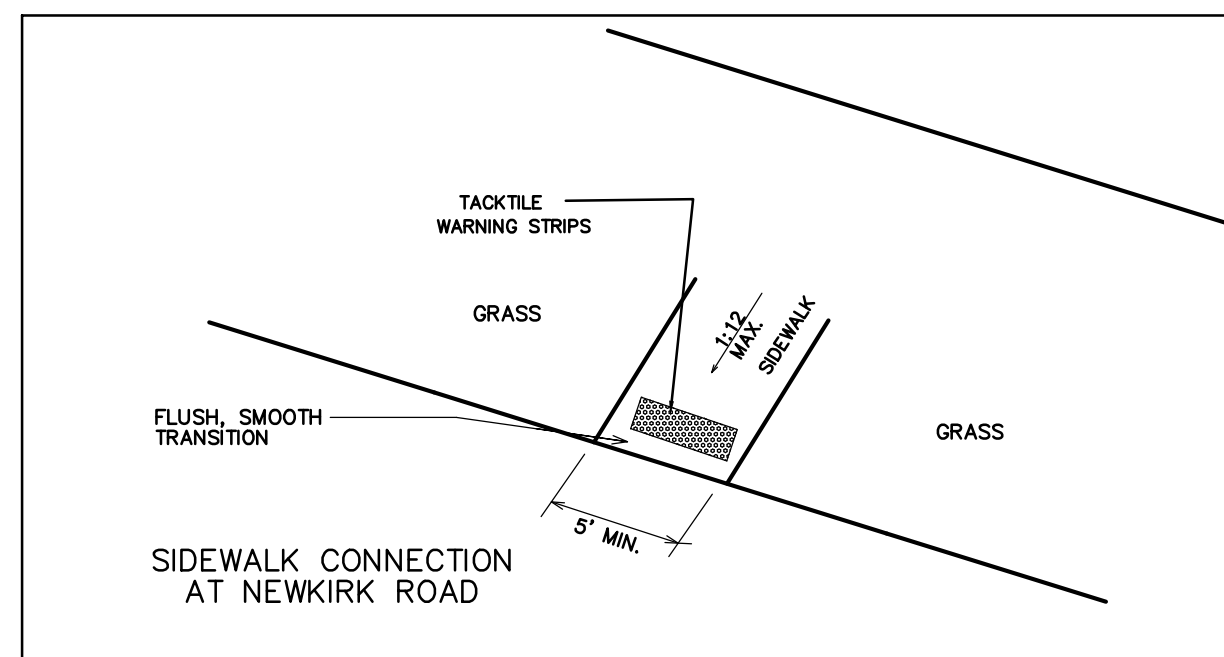 TACKTILE
WARNING STRIPS
GRASS
1:12
MAX.
SIDEWALK
FLUSH, SMOOTH
TRANSITION
GRASS
5' MIN.
SIDEWALK CONNECTION
AT NEWKIRK ROAD